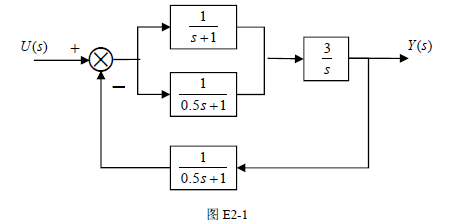 U(s) + − 1/(s+1) 3/s Y(s)
1/(0.5s+1)
1/(0.5s+1)
图 E2-1